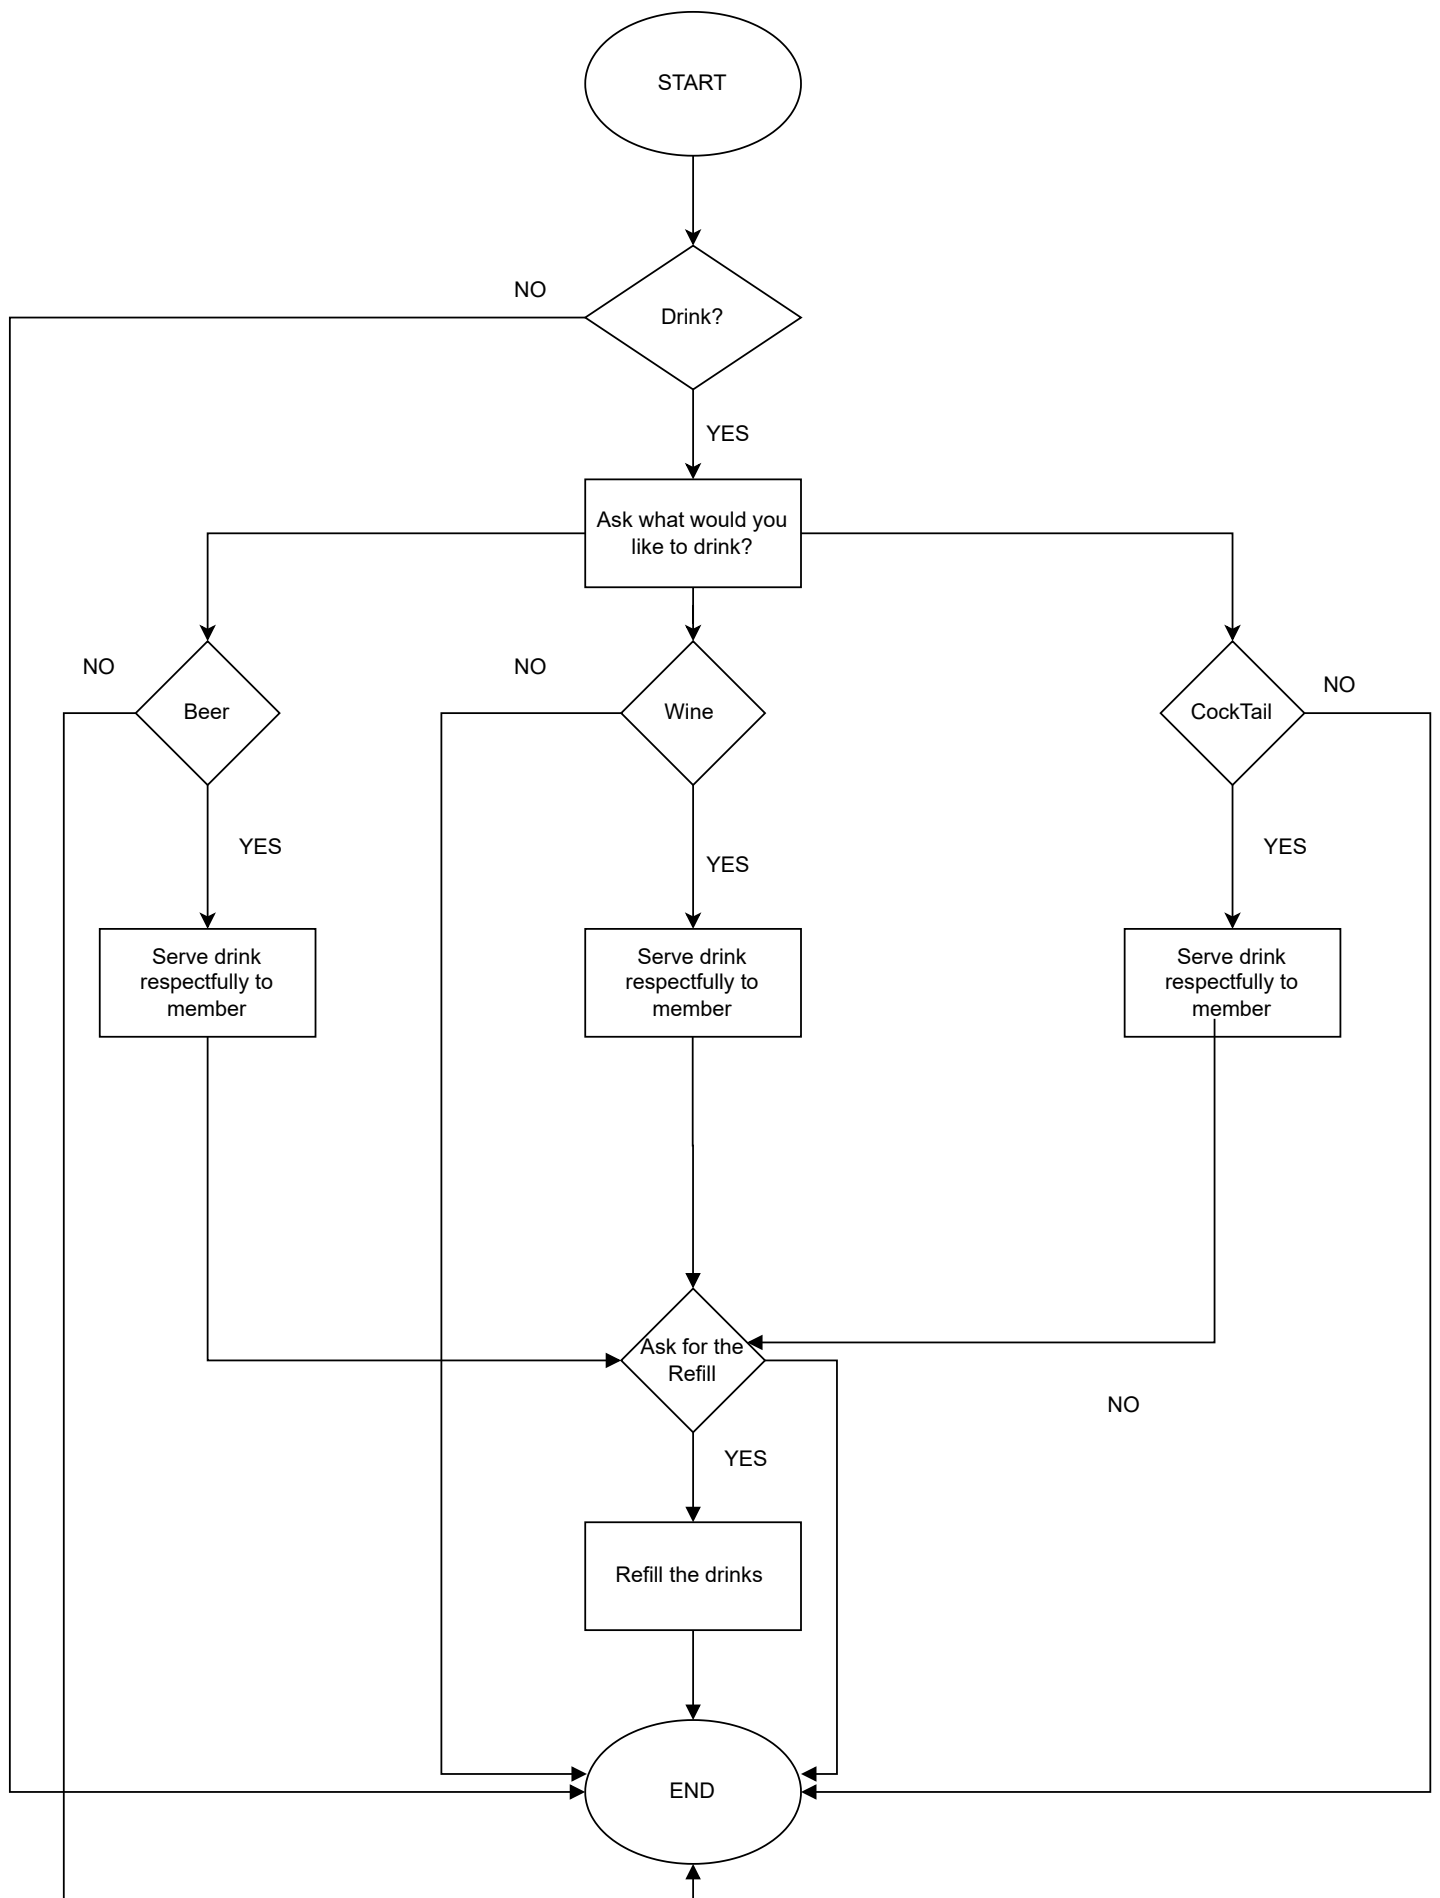 START
NO
Drink?
YES
Ask what would you
like to drink?
NO
NO
NO
Beer
Wine
CockTail
YES
YES
YES
Serve drink
respectfully to
member
Serve drink
respectfully to
member
Serve drink
respectfully to
member
Ask for the
Refill
NO
YES
Refill the drinks
END